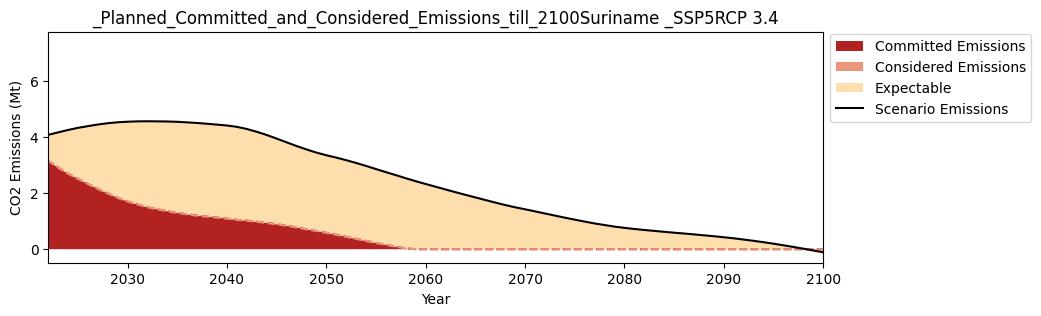 _Planned_Committed_and_Considered_Emissions_till_2100Suriname _SSP5RCP 3.4
CO2 Emissions (Mt)
6
4
2
0
2030 2040 2050 2060 2070 2080 2090 2100
Year
Committed Emissions
Considered Emissions
Expectable
Scenario Emissions